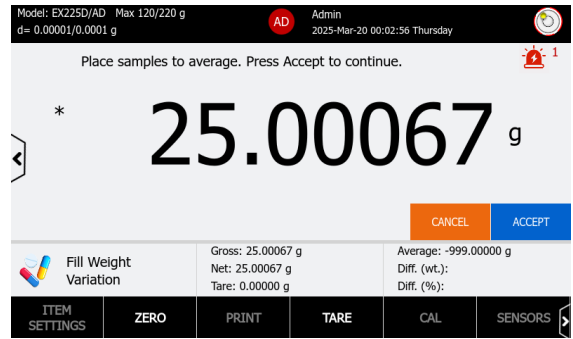 Model: EX225D/AD Max 120/220 g
d= 0.00001/0.0001 g
AD
Admin
2025-Mar-20 00:02:56 Thursday
Place samples to average. Press Accept to continue.
1
*
25.00067 g
CANCEL
ACCEPT
Fill Weight
Variation
Gross: 25.00067 g
Net: 25.00067 g
Tare: 0.00000 g
Average: -999.00000 g
Diff. (wt.):
Diff. (%):
ITEM
SETTINGS
ZERO
PRINT
TARE
CAL
SENSORS